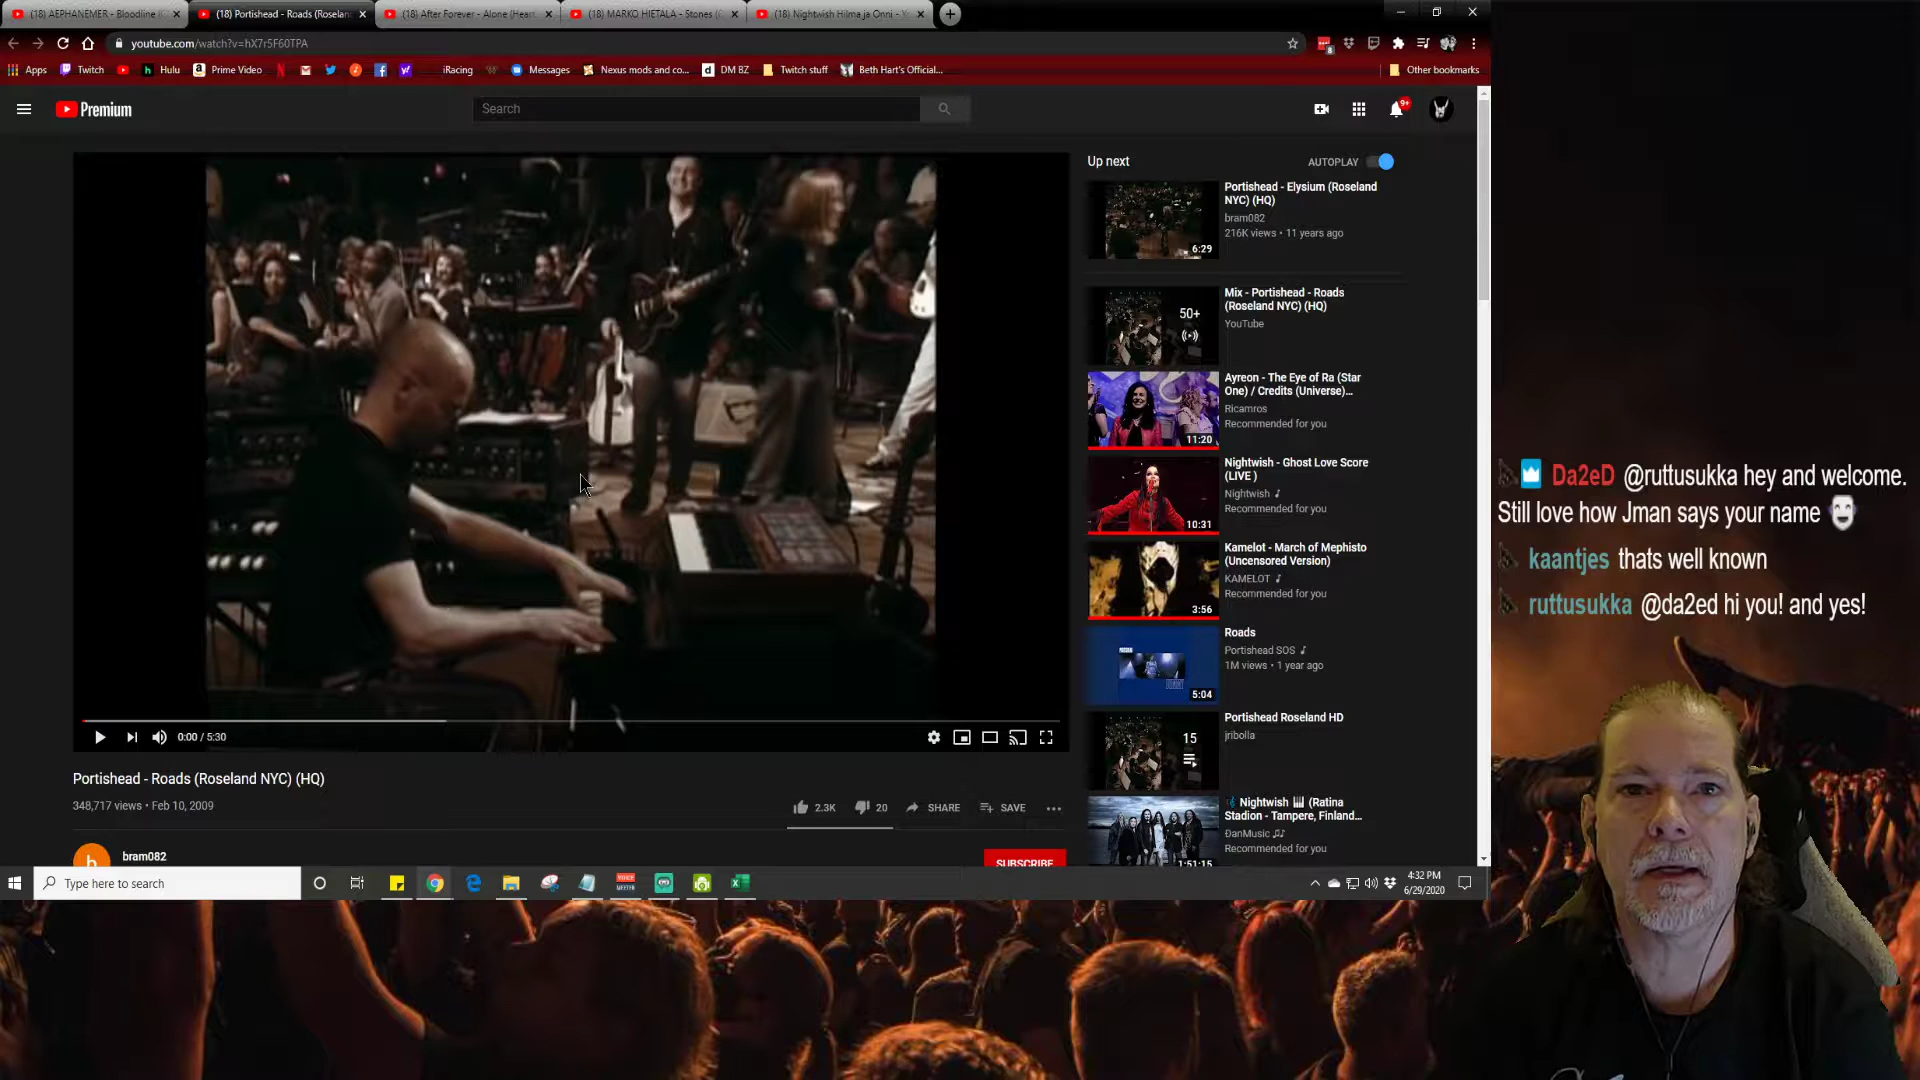 (18) AEPHANEMER - Bloodline (
(18) Portishead - Roads (Roselan
(18) After Forever - Alone (Heart
(18) MARKO HIETALA - Stones (
(18) Nightwish Hilma ja Onni -
youtube.com/watch?v=hX7r5F60TPA
Apps
Twitch
Hulu
Prime Video
iRacing
Messages
Nexus mods and co...
DM BZ
Twitch stuff
Beth Hart's Official...
Other bookmarks
Premium
Search
9+
Up next
AUTOPLAY
Portishead - Elysium (Roseland
NYC) (HQ)
bram082
216K views • 11 years ago
6:29
Mix - Portishead - Roads
(Roseland NYC) (HQ)
YouTube
50+
Ayreon - The Eye of Ra (Star
One) / Credits (Universe)...
Ricamros
Recommended for you
11:20
Nightwish - Ghost Love Score
(LIVE )
Nightwish
Recommended for you
10:31
Kamelot - March of Mephisto
(Uncensored Version)
KAMELOT
Recommended for you
3:56
Roads
Portishead SOS
1M views • 1 year ago
5:04
Portishead Roseland HD
jribolla
15
Nightwish (Ratina
Stadion - Tampere, Finland...
ĐanMusic
Recommended for you
1:51:15
0:00 / 5:30
Portishead - Roads (Roseland NYC) (HQ)
348,717 views • Feb 10, 2009
2.3K
20
SHARE
SAVE
b
bram082
SUBSCRIBE
Type here to search
VOICE
MEETER
4:32 PM
6/29/2020
Da2eD @ruttusukka hey and welcome.
Still love how Jman says your name
kaantjes thats well known
ruttusukka @da2ed hi you! and yes!